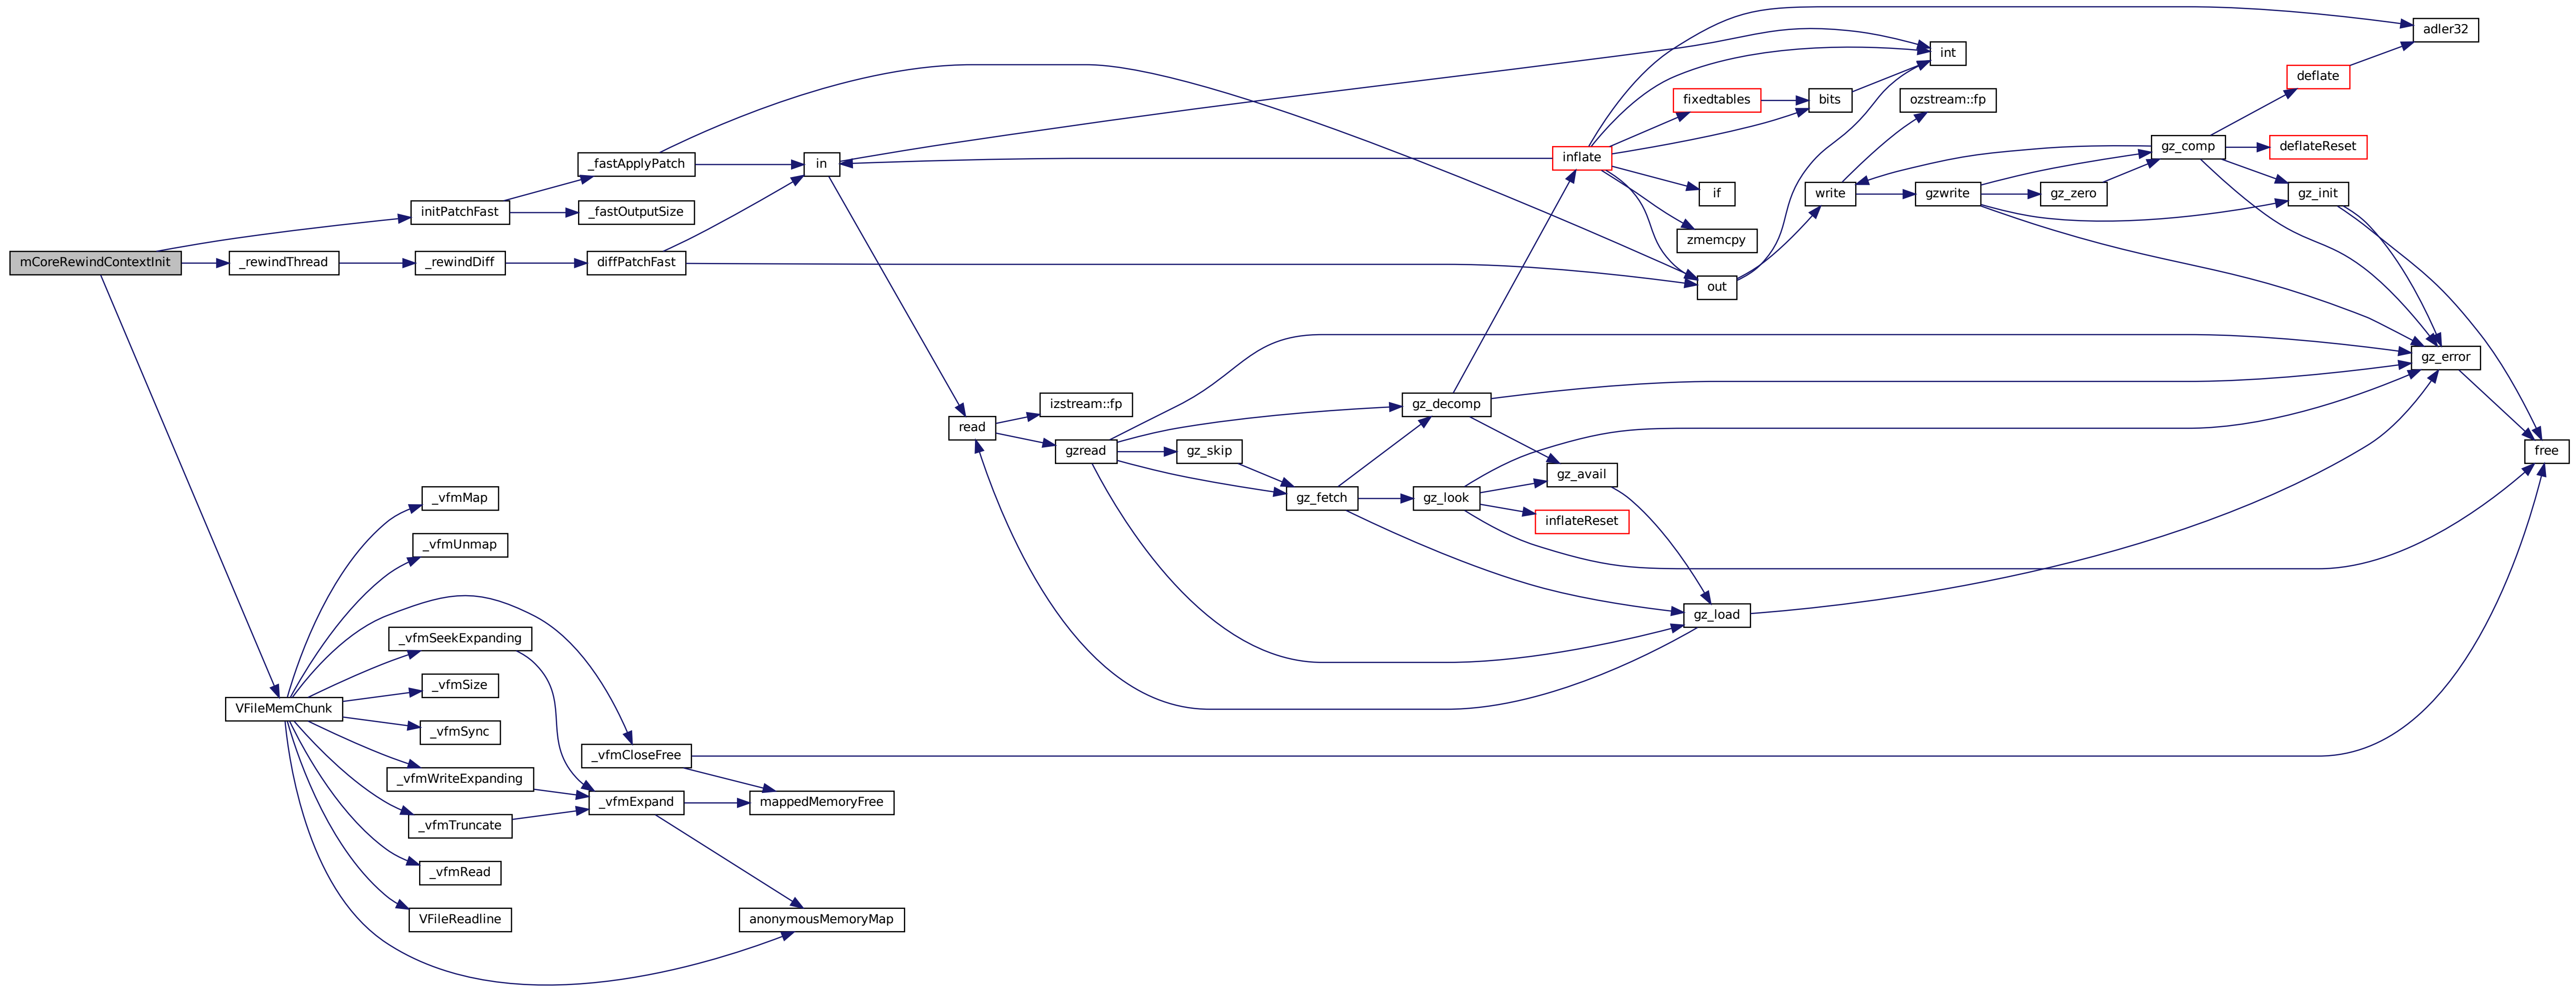 mCoreRewindContextInit
initPatchFast
_rewindThread
VFileMemChunk
_fastApplyPatch
_fastOutputSize
_rewindDiff
diffPatchFast
_vfmMap
_vfmUnmap
_vfmSeekExpanding
_vfmSize
_vfmSync
_vfmWriteExpanding
_vfmTruncate
_vfmRead
VFileReadline
_vfmCloseFree
_vfmExpand
mappedMemoryFree
anonymousMemoryMap
in
read
izstream::fp
gzread
gz_skip
gz_fetch
gz_decomp
gz_look
gz_avail
inflateReset
gz_load
inflate
fixedtables
bits
if
zmemcpy
out
int
ozstream::fp
write
gzwrite
gz_zero
gz_comp
deflate
deflateReset
gz_init
adler32
gz_error
free